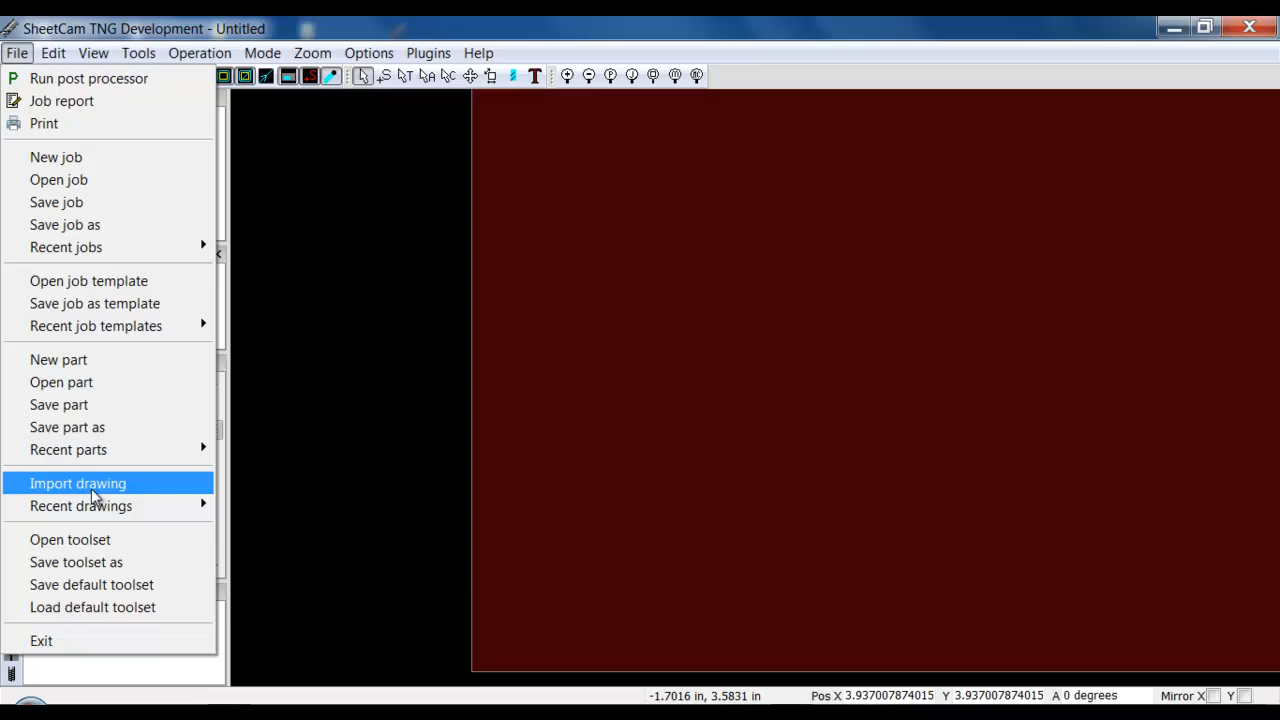 SheetCam TNG Development - Untitled
File Edit View Tools Operation Mode Zoom Options Plugins Help
P Run post processor
Job report
Print
New job
Open job
Save job
Save job as
Recent jobs
Open job template
Save job as template
Recent job templates
New part
Open part
Save part
Save part as
Recent parts
Import drawing
Recent drawings
Open toolset
Save toolset as
Save default toolset
Load default toolset
Exit
-1.7016 in, 3.5831 in Pos X 3.937007874015 Y 3.937007874015 A 0 degrees Mirror X Y